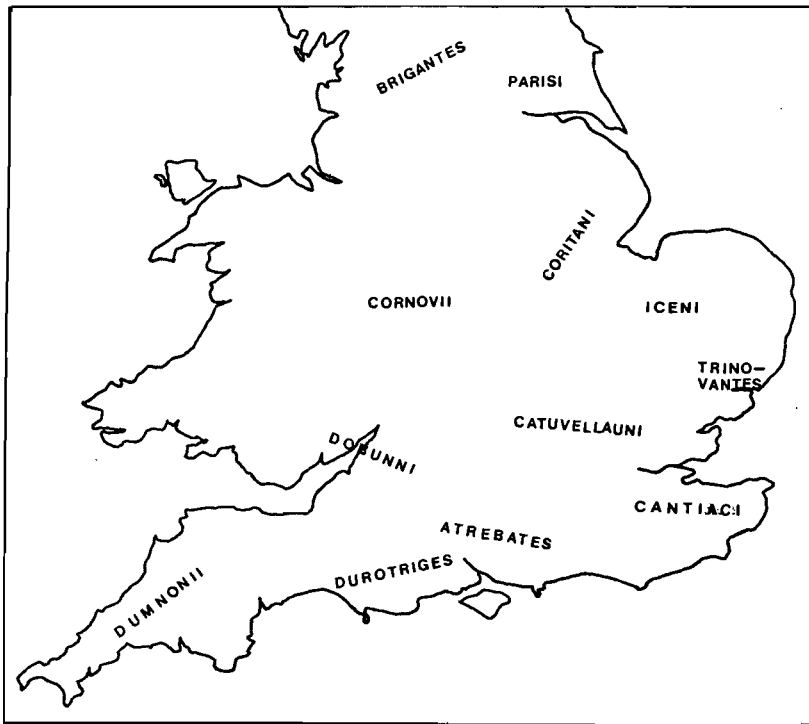 BRIGANTES
PARISI
CORITANI
CORNOVII
ICENI
TRINO-
VANTES
CATUVELLAUNI
DOBUNNI
CANTIACI
ATREBATES
DUROTRIGES
DUMNONII